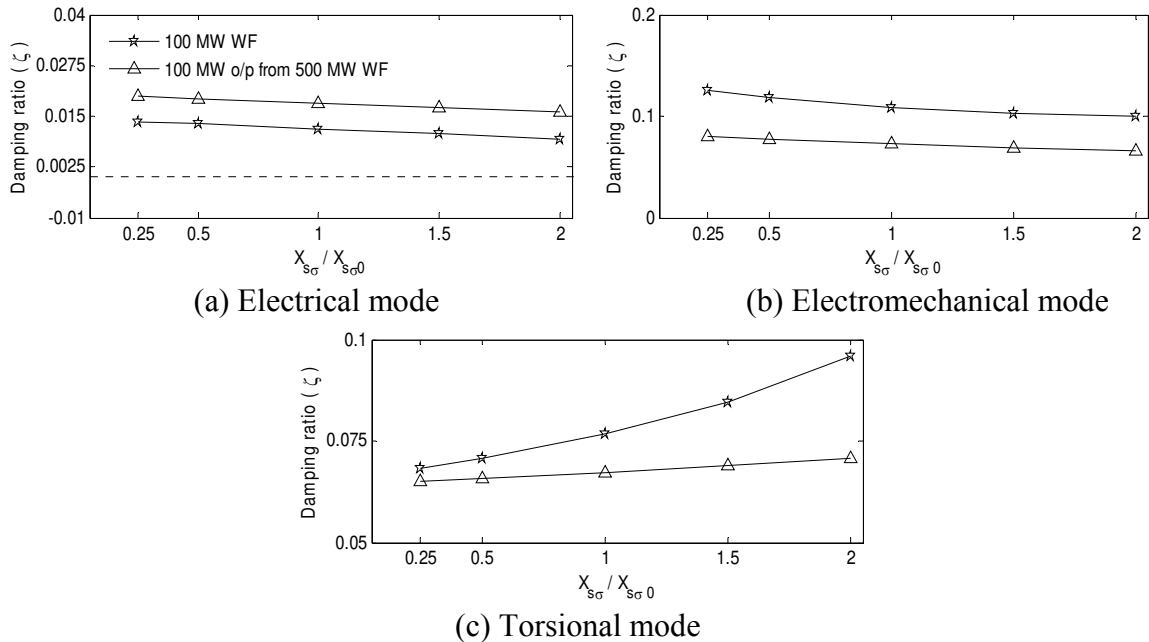 0.04
0.0275
0.015
0.0025
-0.01
Damping ratio ( ζ )
100 MW WF
100 MW o/p from 500 MW WF
0.25 0.5 1 1.5 2
Xsσ / Xsσ0
(a) Electrical mode
0.2
0.1
0
Damping ratio ( ζ )
0.25 0.5 1 1.5 2
Xsσ / Xsσ 0
(b) Electromechanical mode
0.1
0.075
0.05
Damping ratio ( ζ )
0.25 0.5 1 1.5 2
Xsσ / Xsσ 0
(c) Torsional mode